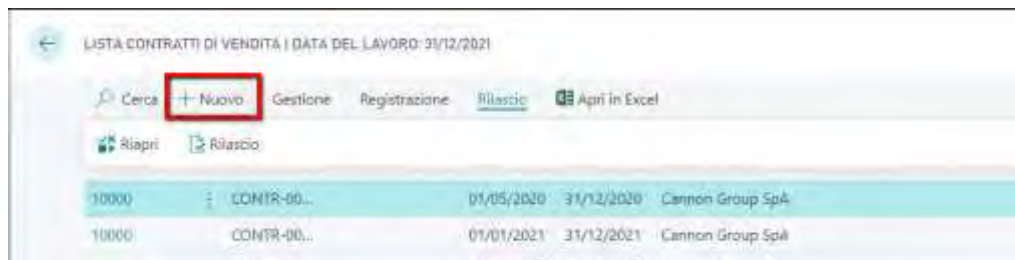 LISTA CONTRATTI DI VENDITA | DATA DEL LAVORO: 31/12/2021
Cerca + Nuovo Gestione Registrazione Rilascio Apri in Excel
Riapri Rilascio
10000 CONTR-00... 01/05/2020 31/12/2020 Cannon Group SpA
10000 CONTR-00... 01/01/2021 31/12/2021 Cannon Group SpA